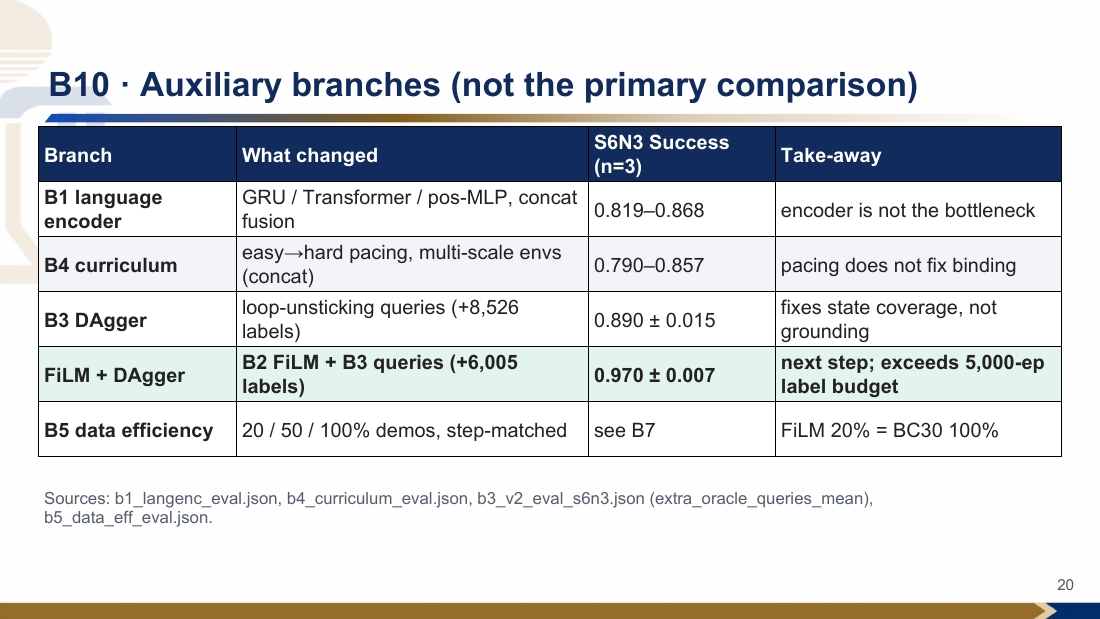 B10 · Auxiliary branches (not the primary comparison)
Branch
What changed
S6N3 Success
(n=3)
Take-away
B1 language
encoder
GRU / Transformer / pos-MLP, concat
fusion
0.819–0.868
encoder is not the bottleneck
B4 curriculum
easy→hard pacing, multi-scale envs
(concat)
0.790–0.857
pacing does not fix binding
B3 DAgger
loop-unsticking queries (+8,526
labels)
0.890 ± 0.015
fixes state coverage, not
grounding
FiLM + DAgger
B2 FiLM + B3 queries (+6,005
labels)
0.970 ± 0.007
next step; exceeds 5,000-ep
label budget
B5 data efficiency
20 / 50 / 100% demos, step-matched
see B7
FiLM 20% = BC30 100%
Sources: b1_langenc_eval.json, b4_curriculum_eval.json, b3_v2_eval_s6n3.json (extra_oracle_queries_mean),
b5_data_eff_eval.json.
20